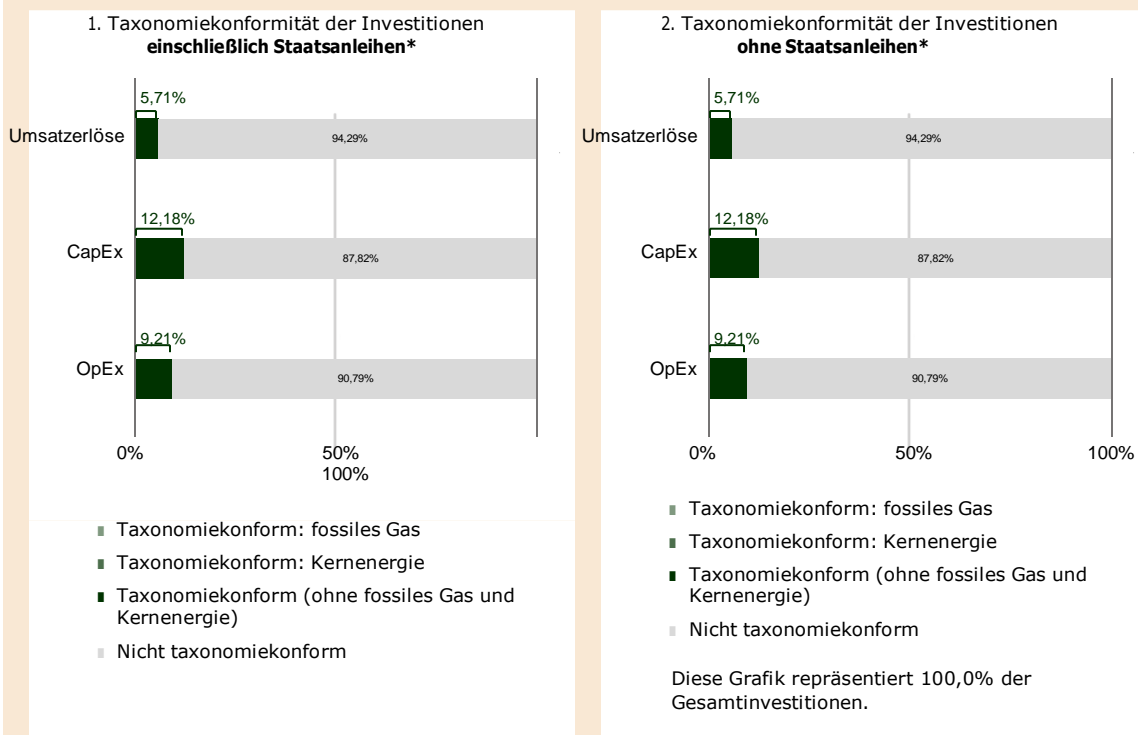 1. Taxonomiekonformität der Investitionen
einschließlich Staatsanleihen*
5,71%
Umsatzerlöse
94,29%
12,18%
CapEx
87,82%
9,21%
OpEx
90,79%
0%
50%
100%
Taxonomiekonform: fossiles Gas
Taxonomiekonform: Kernenergie
Taxonomiekonform (ohne fossiles Gas und
Kernenergie)
Nicht taxonomiekonform
2. Taxonomiekonformität der Investitionen
ohne Staatsanleihen*
5,71%
Umsatzerlöse
94,29%
12,18%
CapEx
87,82%
9,21%
OpEx
90,79%
0%
50%
100%
Taxonomiekonform: fossiles Gas
Taxonomiekonform: Kernenergie
Taxonomiekonform (ohne fossiles Gas und
Kernenergie)
Nicht taxonomiekonform
Diese Grafik repräsentiert 100,0% der
Gesamtinvestitionen.